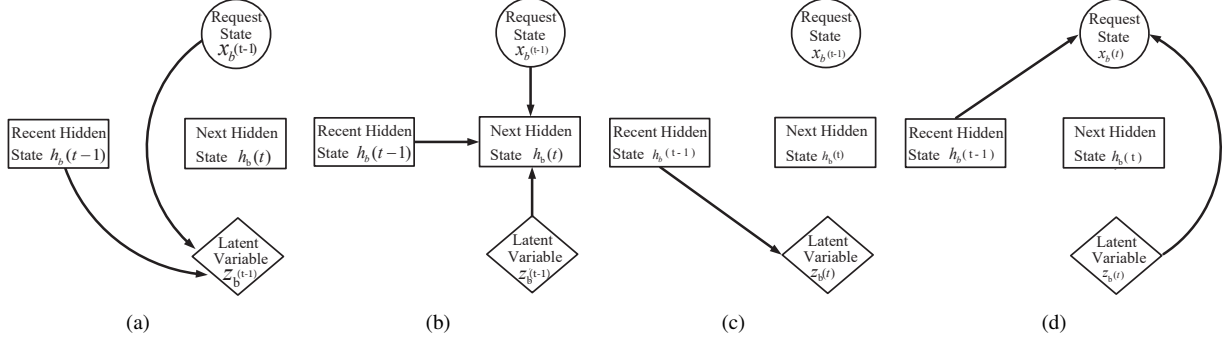 Request
State
x_b(t-1)
Recent Hidden
State h_b(t−1)
Next Hidden
State h_b(t)
Latent
Variable
z_b(t-1)
(a)
Request
State
x_b(t-1)
Recent Hidden
State h_b(t−1)
Next Hidden
State h_b(t)
Latent
Variable
z_b(t-1)
(b)
Request
State
x_b(t-1)
Recent Hidden
State h_b(t-1)
Next Hidden
State h_b(t)
Latent
Variable
z_b(t)
(c)
Request
State
x_b(t)
Recent Hidden
State h_b(t-1)
Next Hidden
State h_b(t)
Latent
Variable
z_b(t)
(d)